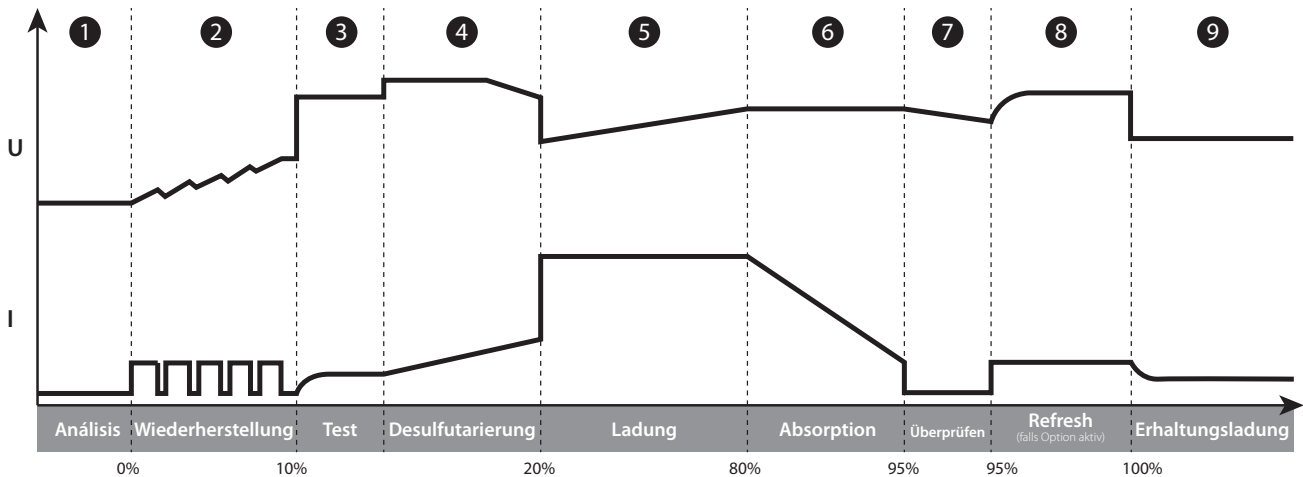 1 2 3 4 5 6 7 8 9
U
I
Análisis Wiederherstellung Test Desulfutarierung Ladung Absorption Überprüfen Refresh Erhaltungsladung
(falls Option aktiv)
0% 10% 20% 80% 95% 95% 100%